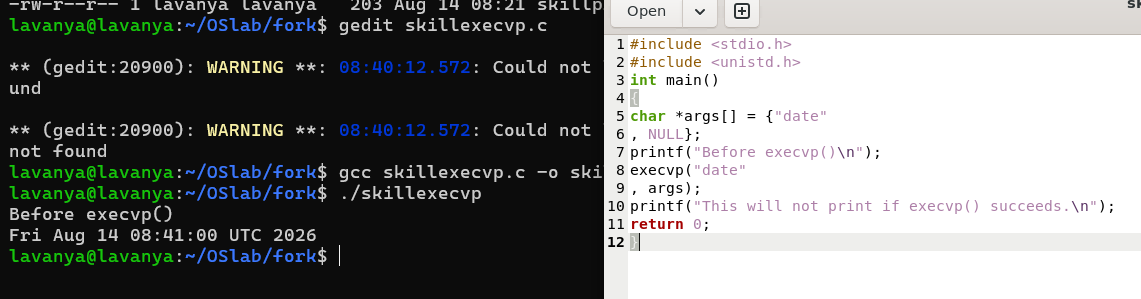 -rw-r--r-- 1 lavanya lavanya   203 Aug 14 08:21
lavanya@lavanya:~/OSlab/fork$ gedit skillexecvp.c
** (gedit:20900): WARNING **: 08:40:12.572: Could not
und
** (gedit:20900): WARNING **: 08:40:12.572: Could not
not found
lavanya@lavanya:~/OSlab/fork$ gcc skillexecvp.c -o ski
lavanya@lavanya:~/OSlab/fork$ ./skillexecvp
Before execvp()
Fri Aug 14 08:41:00 UTC 2026
lavanya@lavanya:~/OSlab/fork$
Open
1 #include <stdio.h>
2 #include <unistd.h>
3 int main()
4 {
5 char *args[] = {"date"
6 , NULL};
7 printf("Before execvp()\n");
8 execvp("date"
9 , args);
10 printf("This will not print if execvp() succeeds.\n");
11 return 0;
12 }